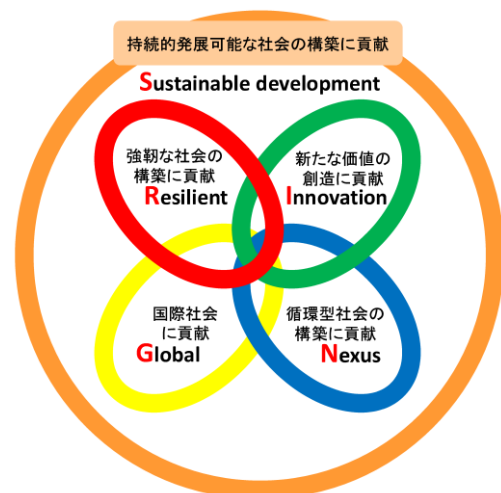 持続的発展可能な社会の構築に貢献
Sustainable development
強靭な社会の
構築に貢献
Resilient
新たな価値の
創造に貢献
Innovation
国際社会
に貢献
Global
循環型社会の
構築に貢献
Nexus